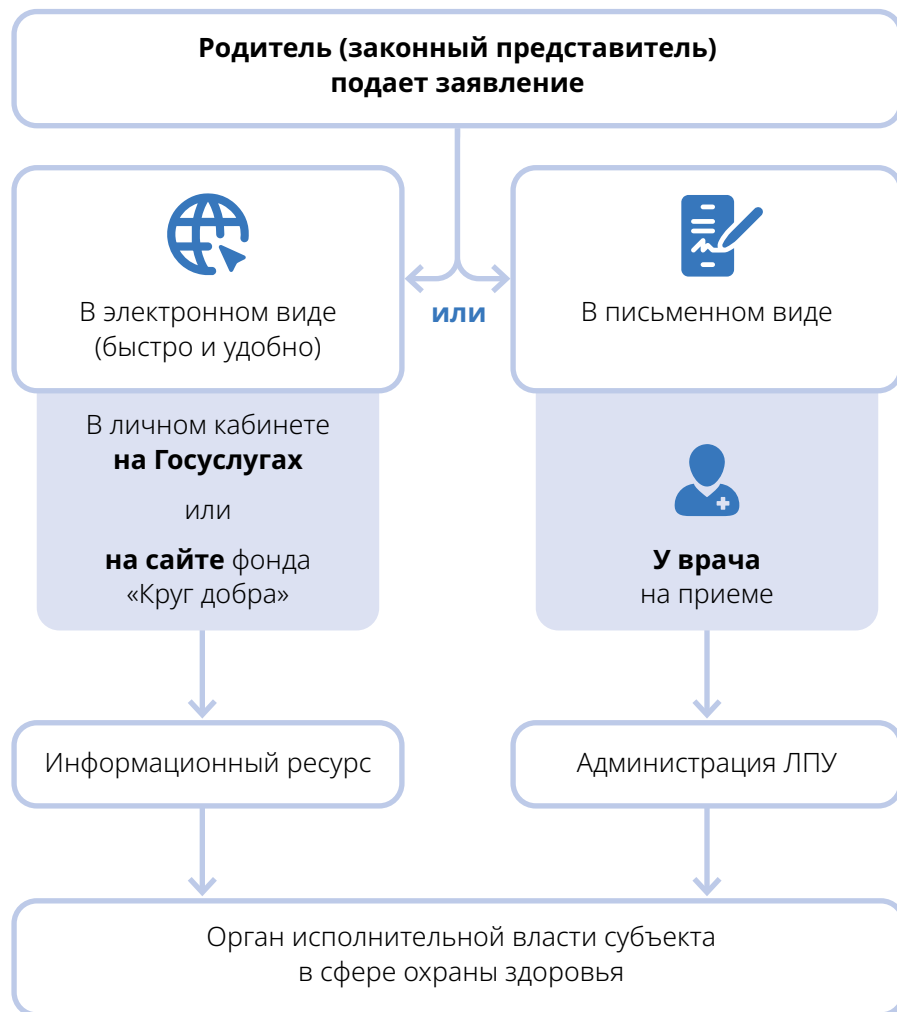 Родитель (законный представитель)
подает заявление
В электронном виде
(быстро и удобно)
или
В письменном виде
В личном кабинете
на Госуслугах
или
на сайте фонда
«Круг добра»
У врача
на приеме
Информационный ресурс
Администрация ЛПУ
Орган исполнительной власти субъекта
в сфере охраны здоровья